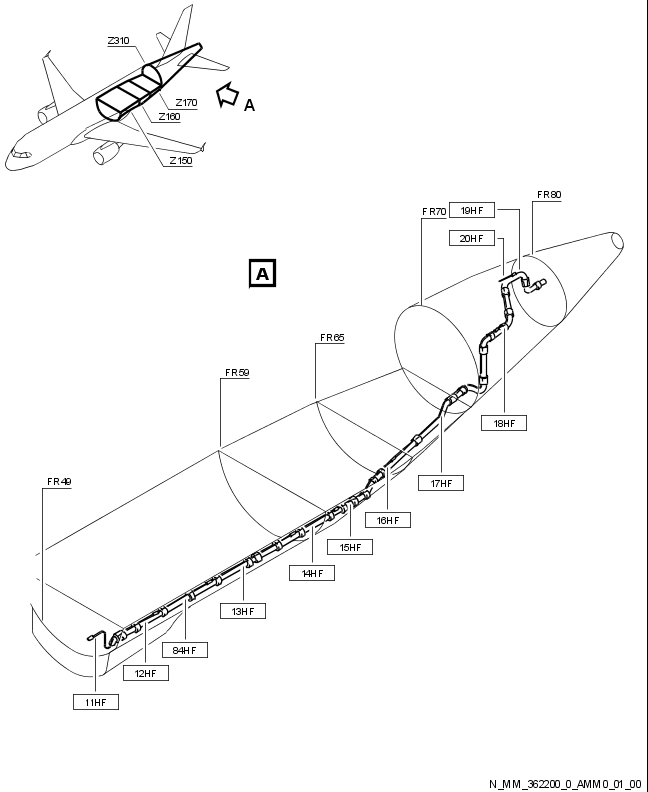 Z310
Z170
A
Z160
Z150
FR80
FR70
19HF
20HF
A
FR65
FR59
18HF
FR49
17HF
16HF
15HF
14HF
13HF
84HF
12HF
11HF
N_MM_362200_0_AMM0_01_00